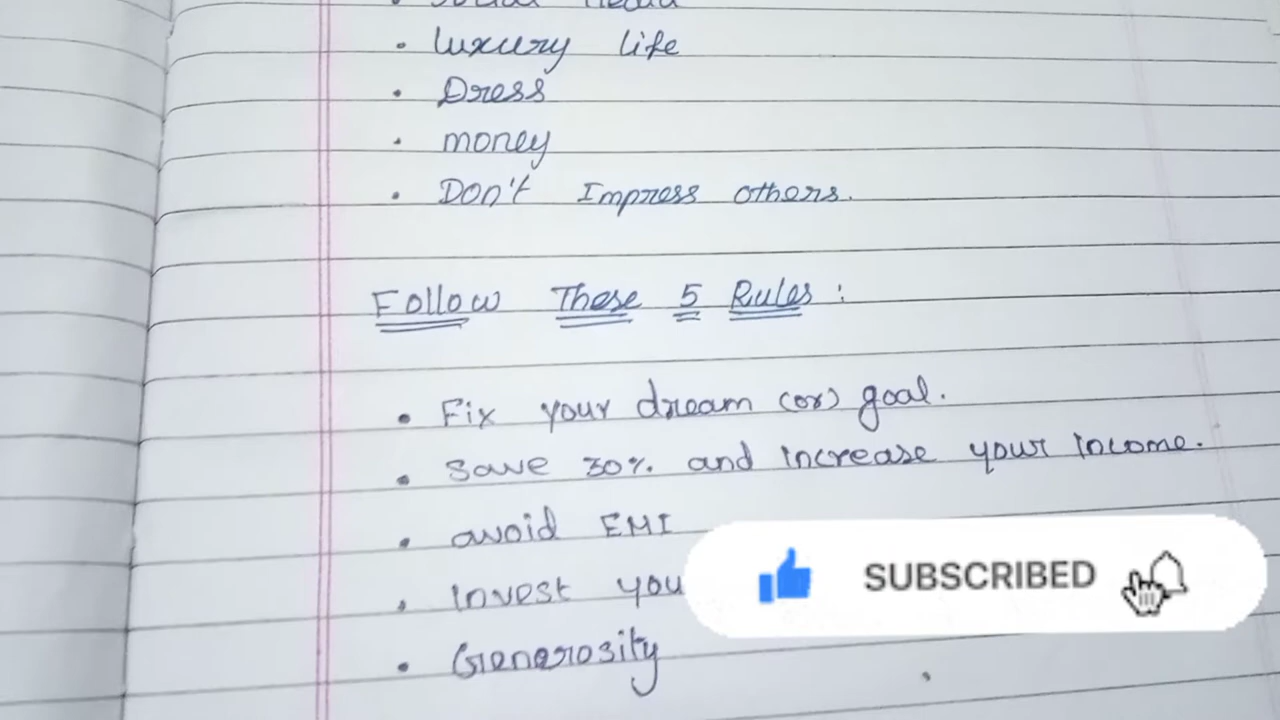 • luxury life
• Dress
• money
• Don't Impress others.
Follow These 5 Rules :
• Fix your dream (or) goal.
• Save 30% and increase your income.
• avoid EMI
• Invest you
SUBSCRIBED
• Generosity